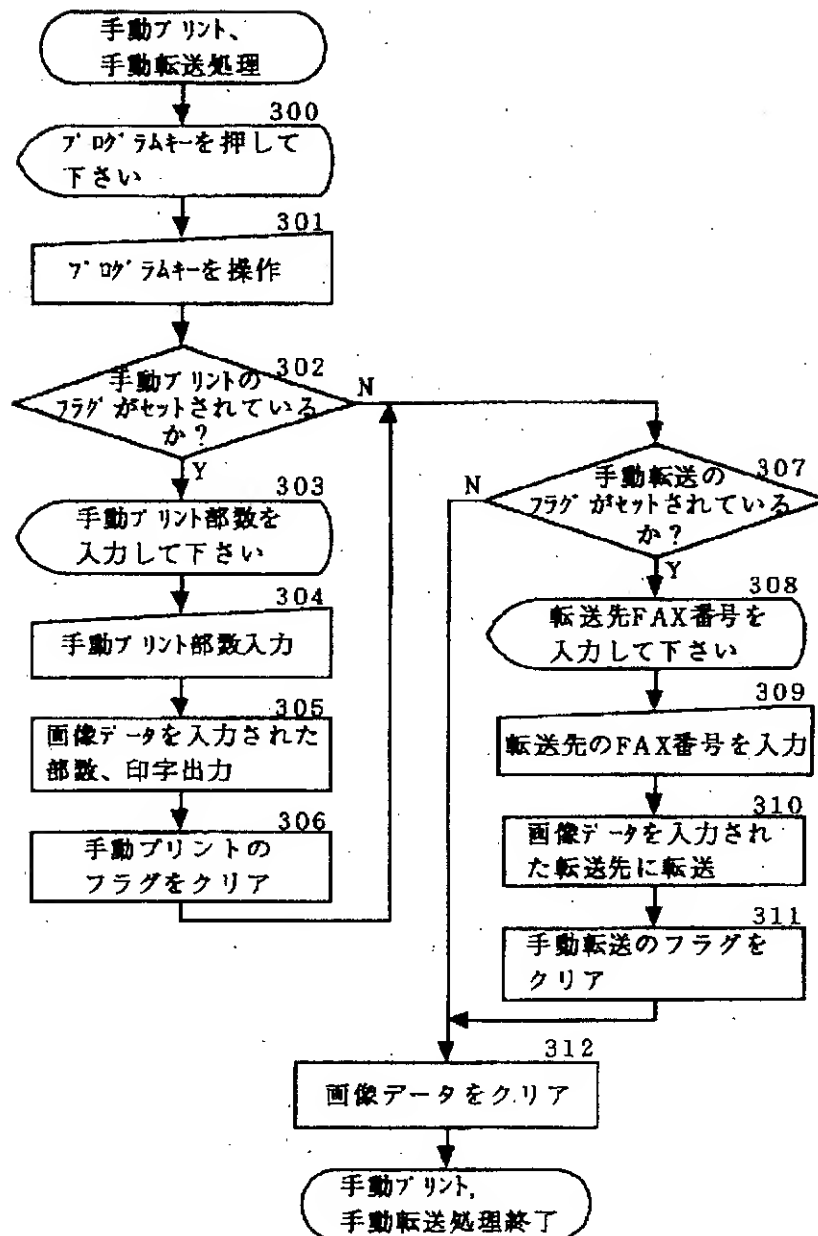 手動プリント、
手動転送処理
300
プログラムキーを押して
下さい
301
プログラムキーを操作
302
手動プリントの
フラグがセットされている
か?
N
Y
303
手動プリント部数を
入力して下さい
304
手動プリント部数入力
305
画像データを入力された
部数、印字出力
306
手動プリントの
フラグをクリア
307
手動転送の
フラグがセットされている
か?
N
Y
308
転送先FAX番号を
入力して下さい
309
転送先のFAX番号を入力
310
画像データを入力され
た転送先に転送
311
手動転送のフラグを
クリア
312
画像データをクリア
手動プリント,
手動転送処理終了